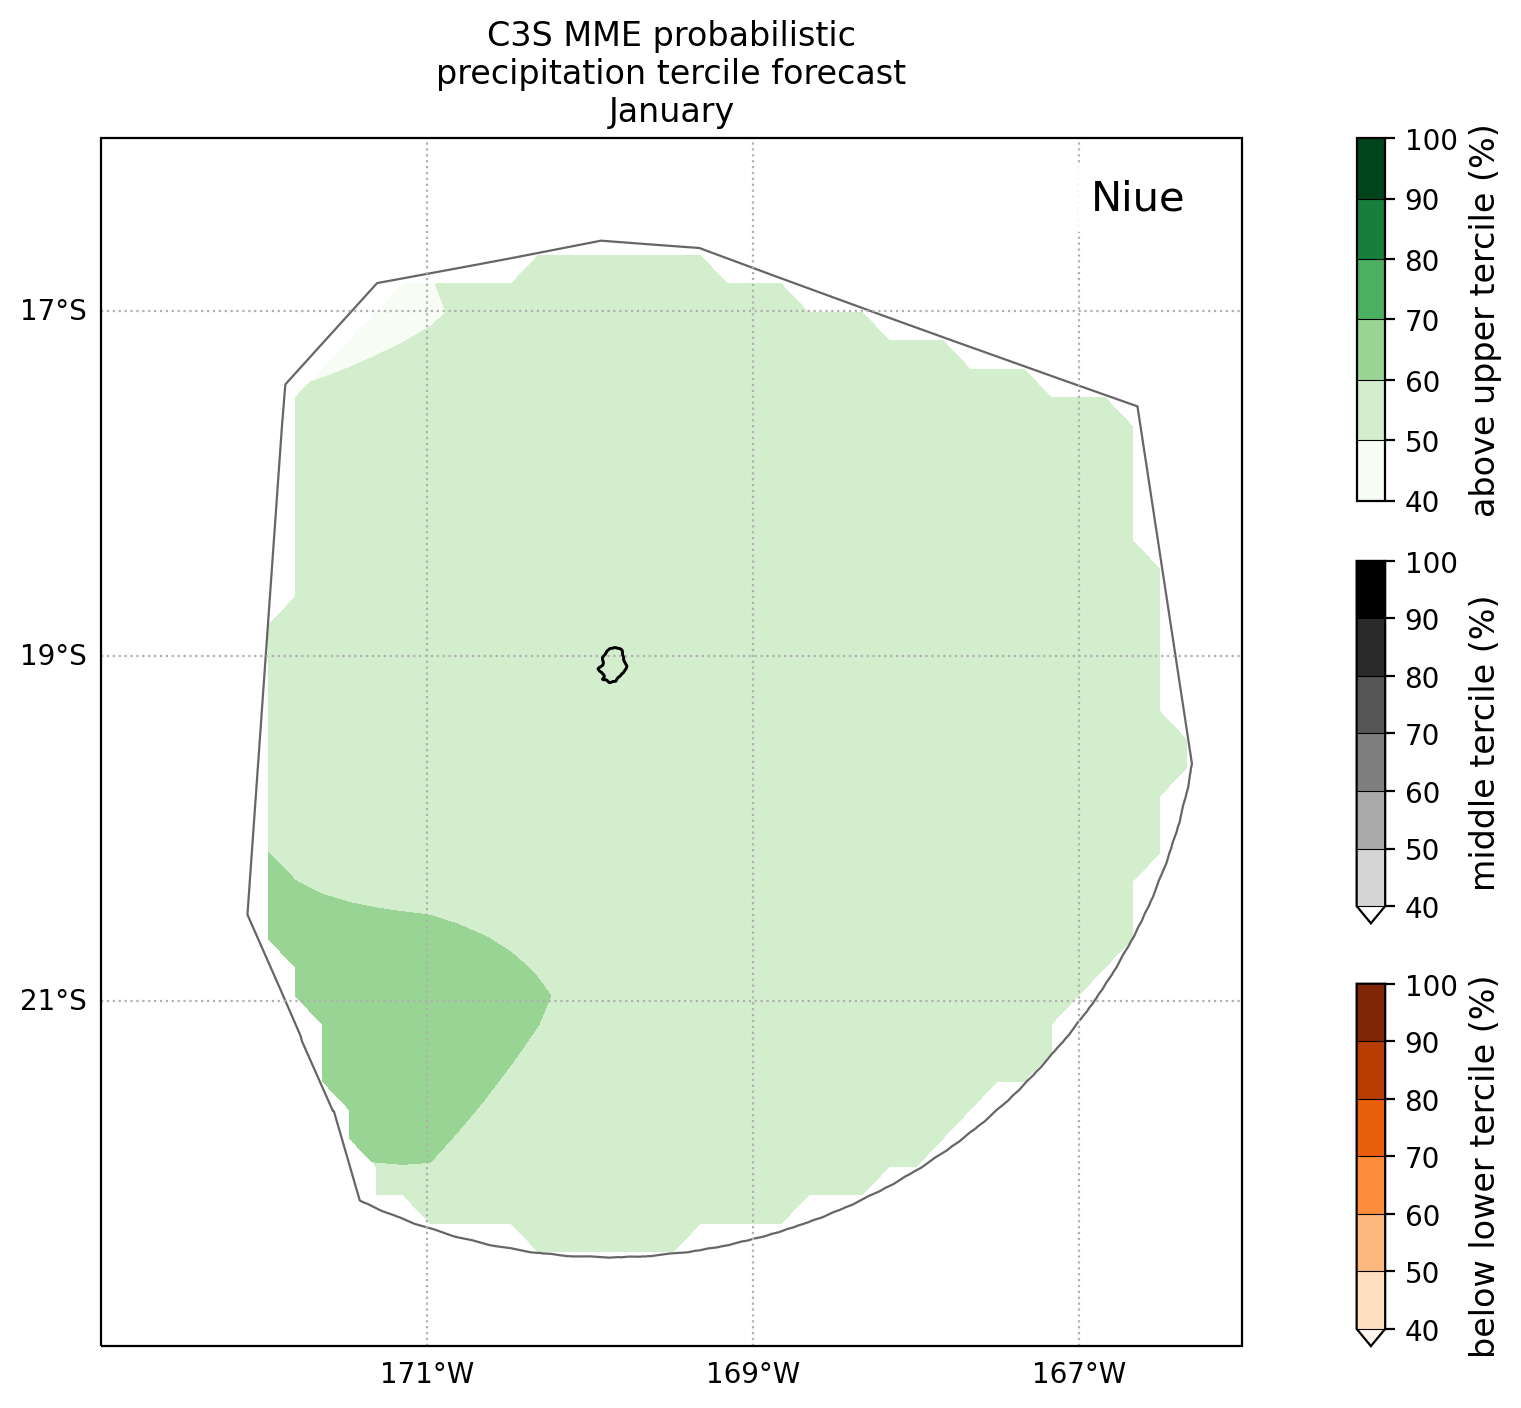 C3S MME probabilistic
precipitation tercile forecast
January
Niue
17°S
19°S
21°S
171°W
169°W
167°W
100
90
80
70
60
50
40
above upper tercile (%)
100
90
80
70
60
50
40
middle tercile (%)
100
90
80
70
60
50
40
below lower tercile (%)